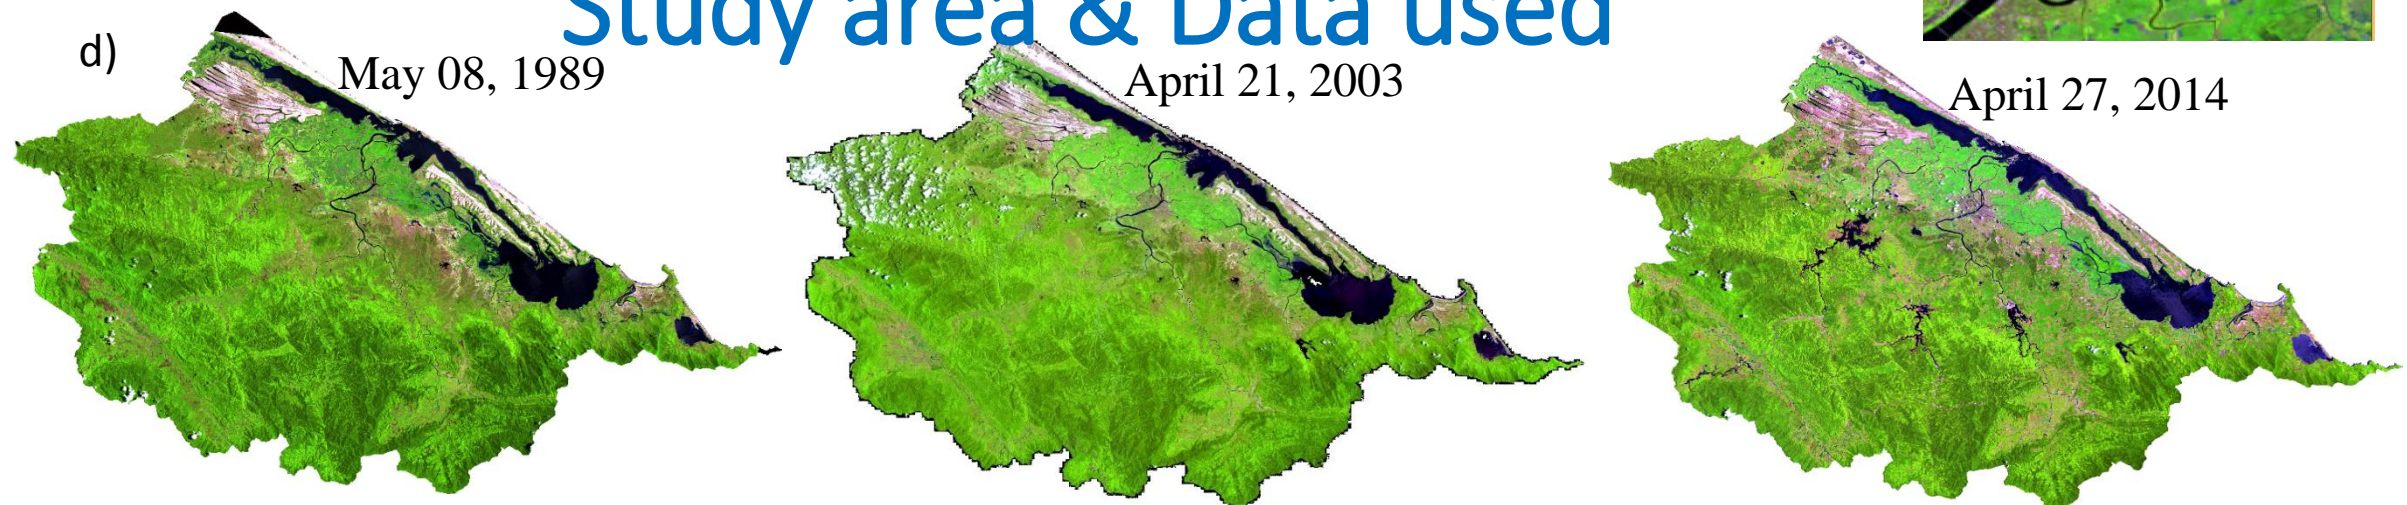 Study area & Data used
d)
May 08, 1989
April 21, 2003
April 27, 2014